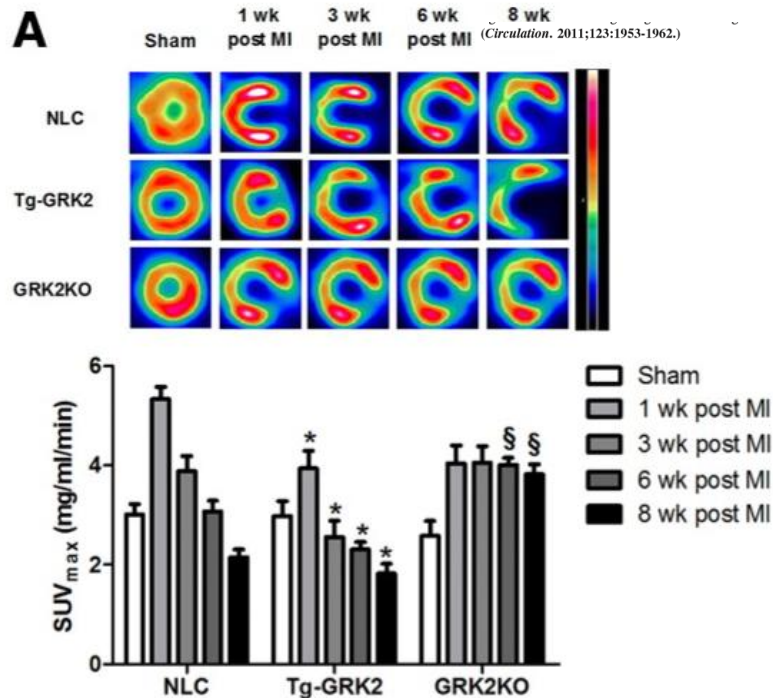 A
Sham
1 wk
post MI
3 wk
post MI
6 wk
post MI
8 wk
(Circulation. 2011;123:1953-1962.)
NLC
Tg-GRK2
GRK2KO
SUVmax (mg/ml/min)
6
4
2
0
*
*
*
*
§
§
NLC
Tg-GRK2
GRK2KO
Sham
1 wk post MI
3 wk post MI
6 wk post MI
8 wk post MI